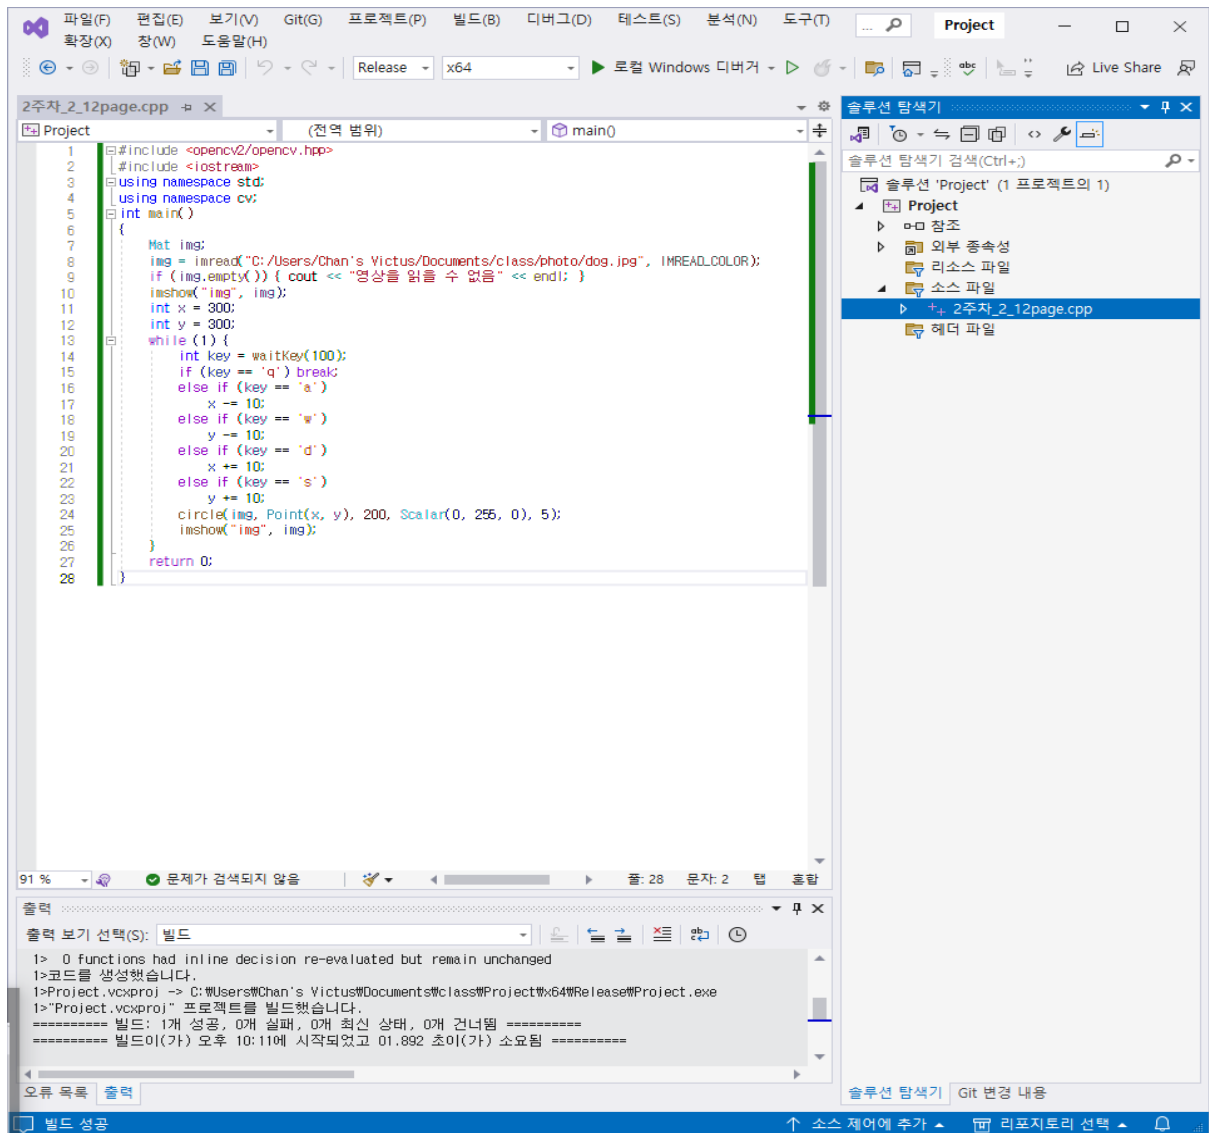 파일(F) 편집(E) 보기(V) Git(G) 프로젝트(P) 빌드(B) 디버그(D) 테스트(S) 분석(N) 도구(T) ... Project
확장(X) 창(W) 도움말(H)
Release x64 로컬 Windows 디버거 Live Share
2주차_2_12page.cpp
Project (전역 범위) main()
1 #include <opencv2/opencv.hpp>
2 #include <iostream>
3 using namespace std;
4 using namespace cv;
5 int main()
6 {
7 Mat img;
8 img = imread("C:/Users/Chan's Victus/Documents/class/photo/dog.jpg", IMREAD_COLOR);
9 if (img.empty()) { cout << "영상을 읽을 수 없음" << endl; }
10 imshow("img", img);
11 int x = 300;
12 int y = 300;
13 while (1) {
14 int key = waitKey(100);
15 if (key == 'q') break;
16 else if (key == 'a')
17 x -= 10;
18 else if (key == 'w')
19 y -= 10;
20 else if (key == 'd')
21 x += 10;
22 else if (key == 's')
23 y += 10;
24 circle(img, Point(x, y), 200, Scalar(0, 255, 0), 5);
25 imshow("img", img);
26 }
27 return 0;
28 }
91 % 문제가 검색되지 않음 줄: 28 문자: 2 탭 혼합
출력
출력 보기 선택(S): 빌드
1> 0 functions had inline decision re-evaluated but remain unchanged
1>코드를 생성했습니다.
1>Project.vcxproj -> C:₩Users₩Chan's Victus₩Documents₩class₩Project₩x64₩Release₩Project.exe
1>"Project.vcxproj" 프로젝트를 빌드했습니다.
========== 빌드: 1개 성공, 0개 실패, 0개 최신 상태, 0개 건너뜀 ==========
========== 빌드이(가) 오후 10:11에 시작되었고 01.892 초이(가) 소요됨 ==========
오류 목록 출력
솔루션 탐색기
솔루션 탐색기 검색(Ctrl+;)
솔루션 'Project' (1 프로젝트의 1)
Project
참조
외부 종속성
리소스 파일
소스 파일
2주차_2_12page.cpp
헤더 파일
솔루션 탐색기 Git 변경 내용
빌드 성공 소스 제어에 추가 리포지토리 선택